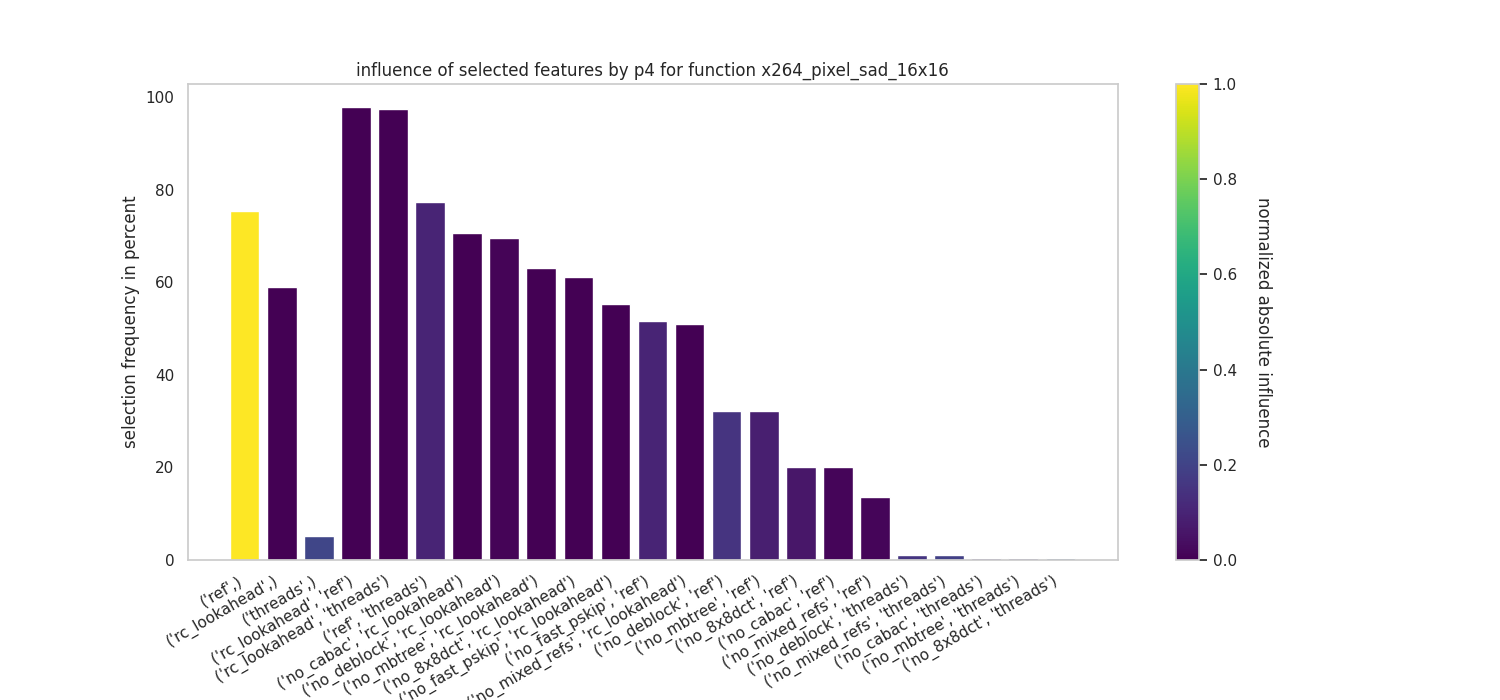 influence of selected features by p4 for function x264_pixel_sad_16x16
100
80
60
40
20
0
selection frequency in percent
('ref',)
('rc_lookahead',)
('threads',)
('rc_lookahead', 'ref')
('rc_lookahead', 'threads')
('ref', 'threads')
('no_cabac', 'rc_lookahead')
('no_deblock', 'rc_lookahead')
('no_mbtree', 'rc_lookahead')
('no_8x8dct', 'rc_lookahead')
('no_fast_pskip', 'rc_lookahead')
('no_fast_pskip', 'ref')
('no_mixed_refs', 'rc_lookahead')
('no_deblock', 'ref')
('no_mbtree', 'ref')
('no_8x8dct', 'ref')
('no_cabac', 'ref')
('no_mixed_refs', 'ref')
('no_deblock', 'threads')
('no_mixed_refs', 'threads')
('no_cabac', 'threads')
('no_mbtree', 'threads')
('no_8x8dct', 'threads')
1.0
0.8
0.6
0.4
0.2
0.0
normalized absolute influence